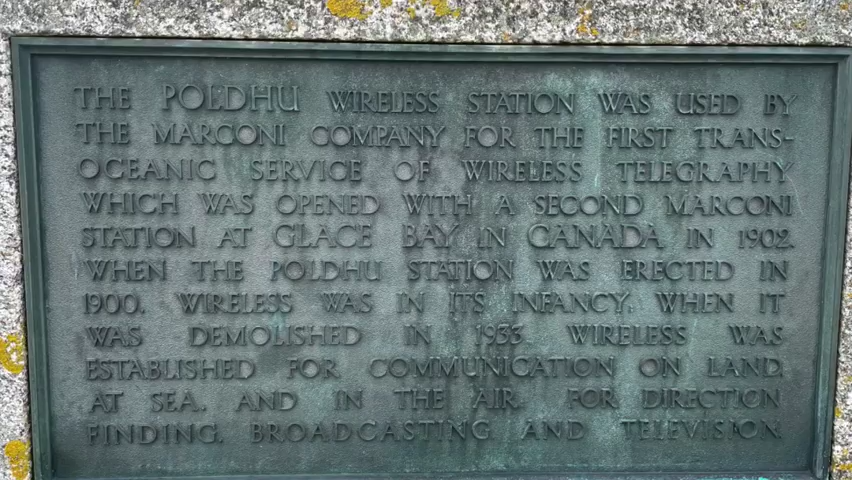 THE POLDHU WIRELESS STATION WAS USED BY
THE MARCONI COMPANY FOR THE FIRST TRANS-
OCEANIC SERVICE OF WIRELESS TELEGRAPHY
WHICH WAS OPENED WITH A SECOND MARCONI
STATION AT GLACE BAY IN CANADA IN 1902.
WHEN THE POLDHU STATION WAS ERECTED IN
1900, WIRELESS WAS IN ITS INFANCY, WHEN IT
WAS DEMOLISHED IN 1933 WIRELESS WAS
ESTABLISHED FOR COMMUNICATION ON LAND,
AT SEA, AND IN THE AIR, FOR DIRECTION
FINDING, BROADCASTING AND TELEVISION